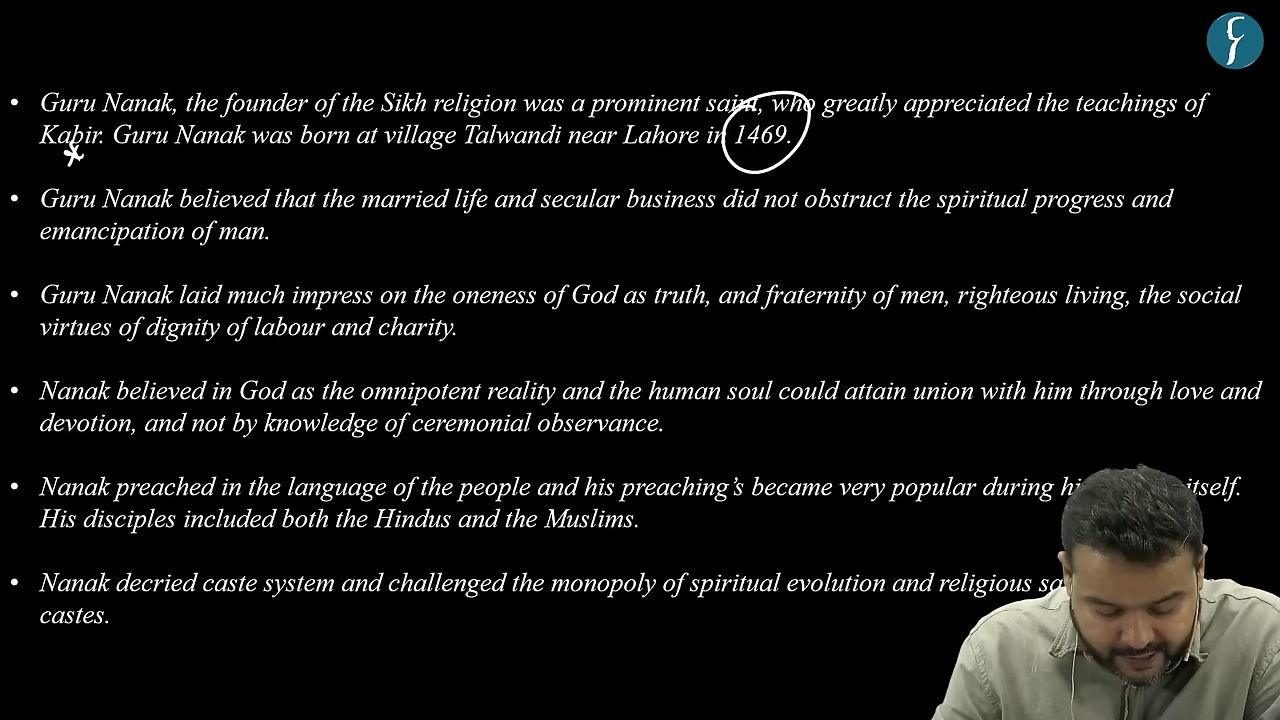 • Guru Nanak, the founder of the Sikh religion was a prominent saint, who greatly appreciated the teachings of
Kabir. Guru Nanak was born at village Talwandi near Lahore in 1469.
• Guru Nanak believed that the married life and secular business did not obstruct the spiritual progress and
emancipation of man.
• Guru Nanak laid much impress on the oneness of God as truth, and fraternity of men, righteous living, the social
virtues of dignity of labour and charity.
• Nanak believed in God as the omnipotent reality and the human soul could attain union with him through love and
devotion, and not by knowledge of ceremonial observance.
• Nanak preached in the language of the people and his preaching's became very popular during itself.
His disciples included both the Hindus and the Muslims.
• Nanak decried caste system and challenged the monopoly of spiritual evolution and religious
castes.